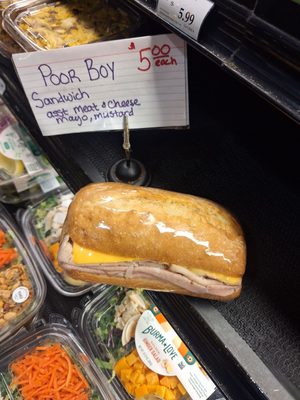 5.99
$5.00
each
Poor Boy
Sandwich
asst meat & cheese
mayo, mustard
BURMA LOVE